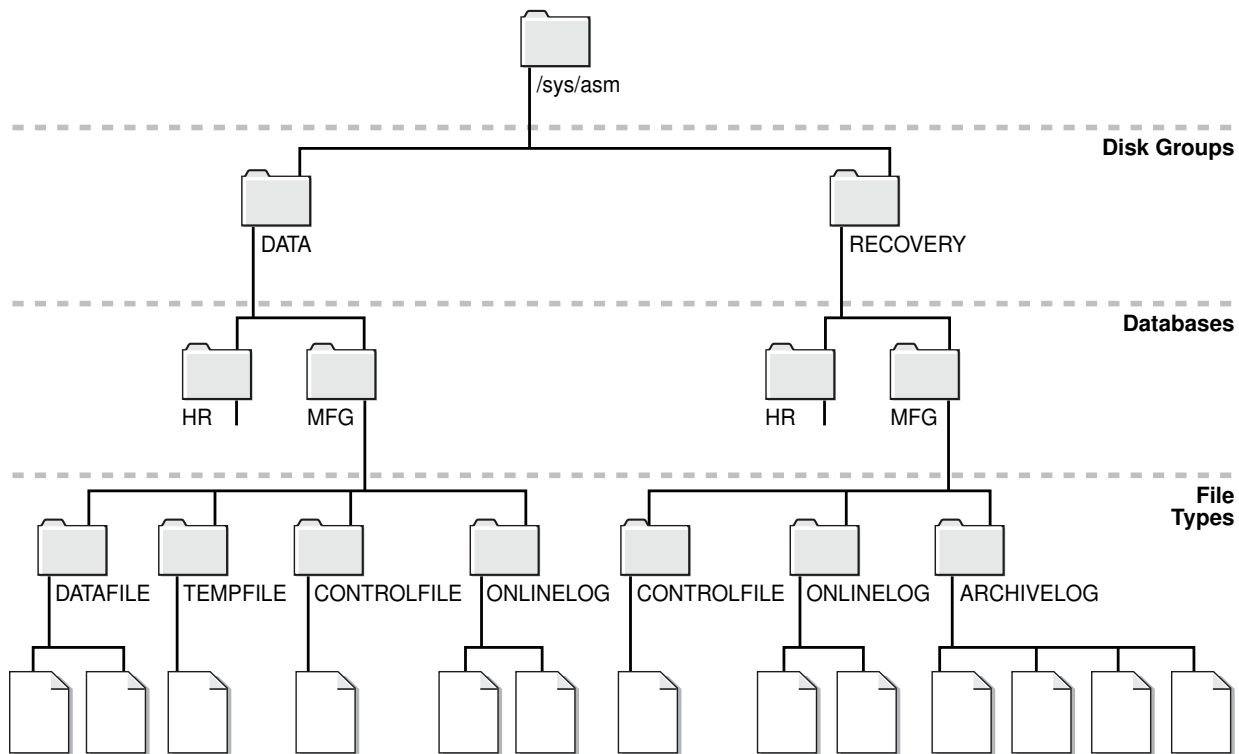 /sys/asm
Disk Groups
DATA
RECOVERY
Databases
HR
MFG
HR
MFG
File
Types
DATAFILE
TEMPFILE
CONTROLFILE
ONLINELOG
CONTROLFILE
ONLINELOG
ARCHIVELOG